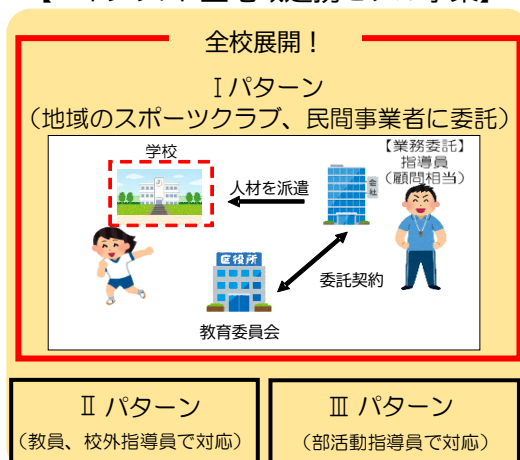 全校展開！
Ⅰパターン
（地域のスポーツクラブ、民間事業者に委託）
学校
【業務委託】
指導員
（顧問相当）
人材を派遣
会社
区役所
委託契約
教育委員会
Ⅱ パターン
（教員、校外指導員で対応）
Ⅲ パターン
（部活動指導員で対応）